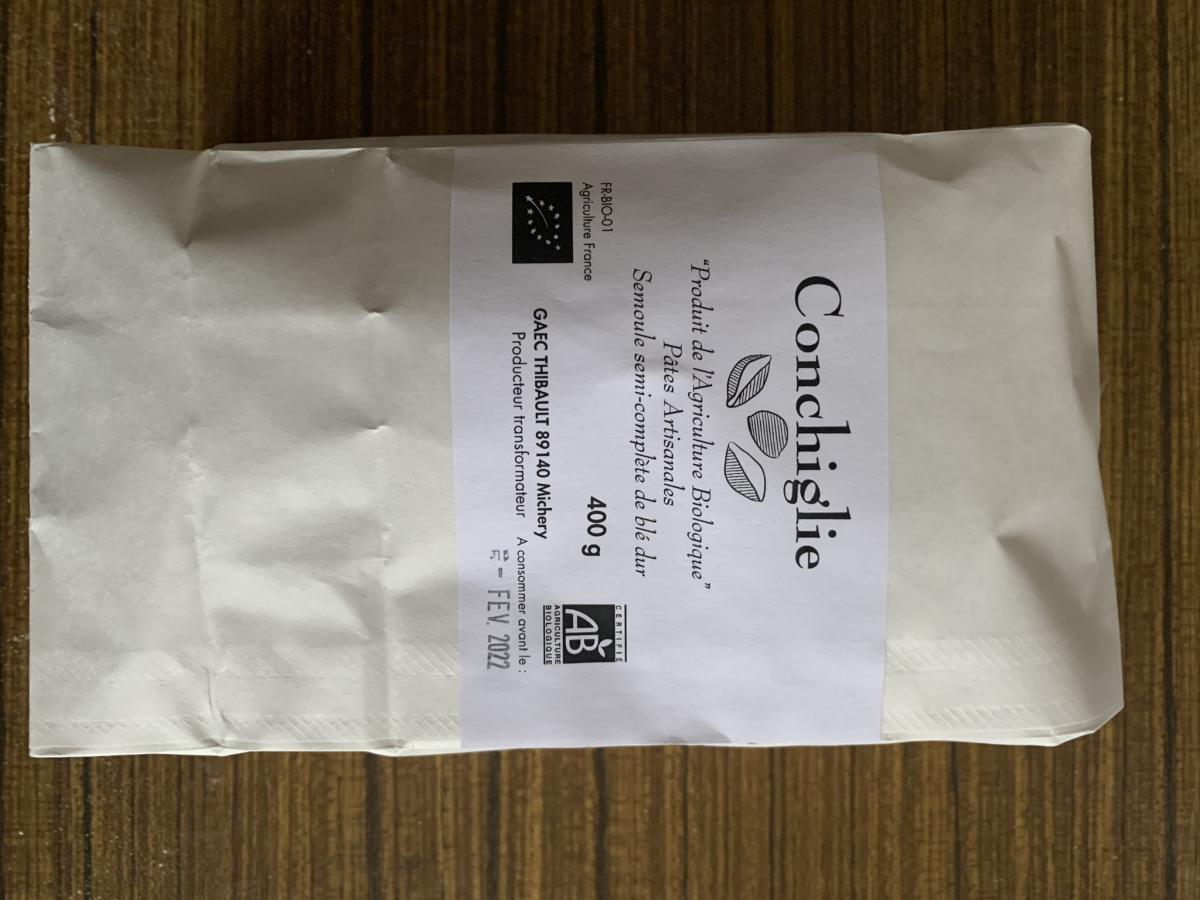 Conchiglie
“Produit de l'Agriculture Biologique”
Pâtes Artisanales
Semoule semi-complète de blé dur
FR-BIO-01
Agriculture France
400 g
CERTIFIÉ
AB
AGRICULTURE
BIOLOGIQUE
GAEC THIBAULT 89140 Michery
Producteur transformateur
A consommer avant le :
FEV. 2022